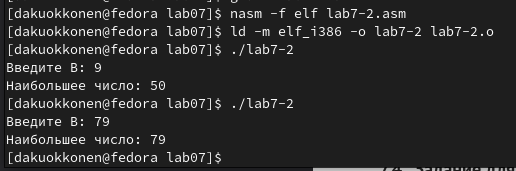 [dakuokkonen@fedora lab07]$ nasm -f elf lab7-2.asm
[dakuokkonen@fedora lab07]$ ld -m elf_i386 -o lab7-2 lab7-2.o
[dakuokkonen@fedora lab07]$ ./lab7-2
Введите B: 9
Наибольшее число: 50
[dakuokkonen@fedora lab07]$ ./lab7-2
Введите B: 79
Наибольшее число: 79
[dakuokkonen@fedora lab07]$